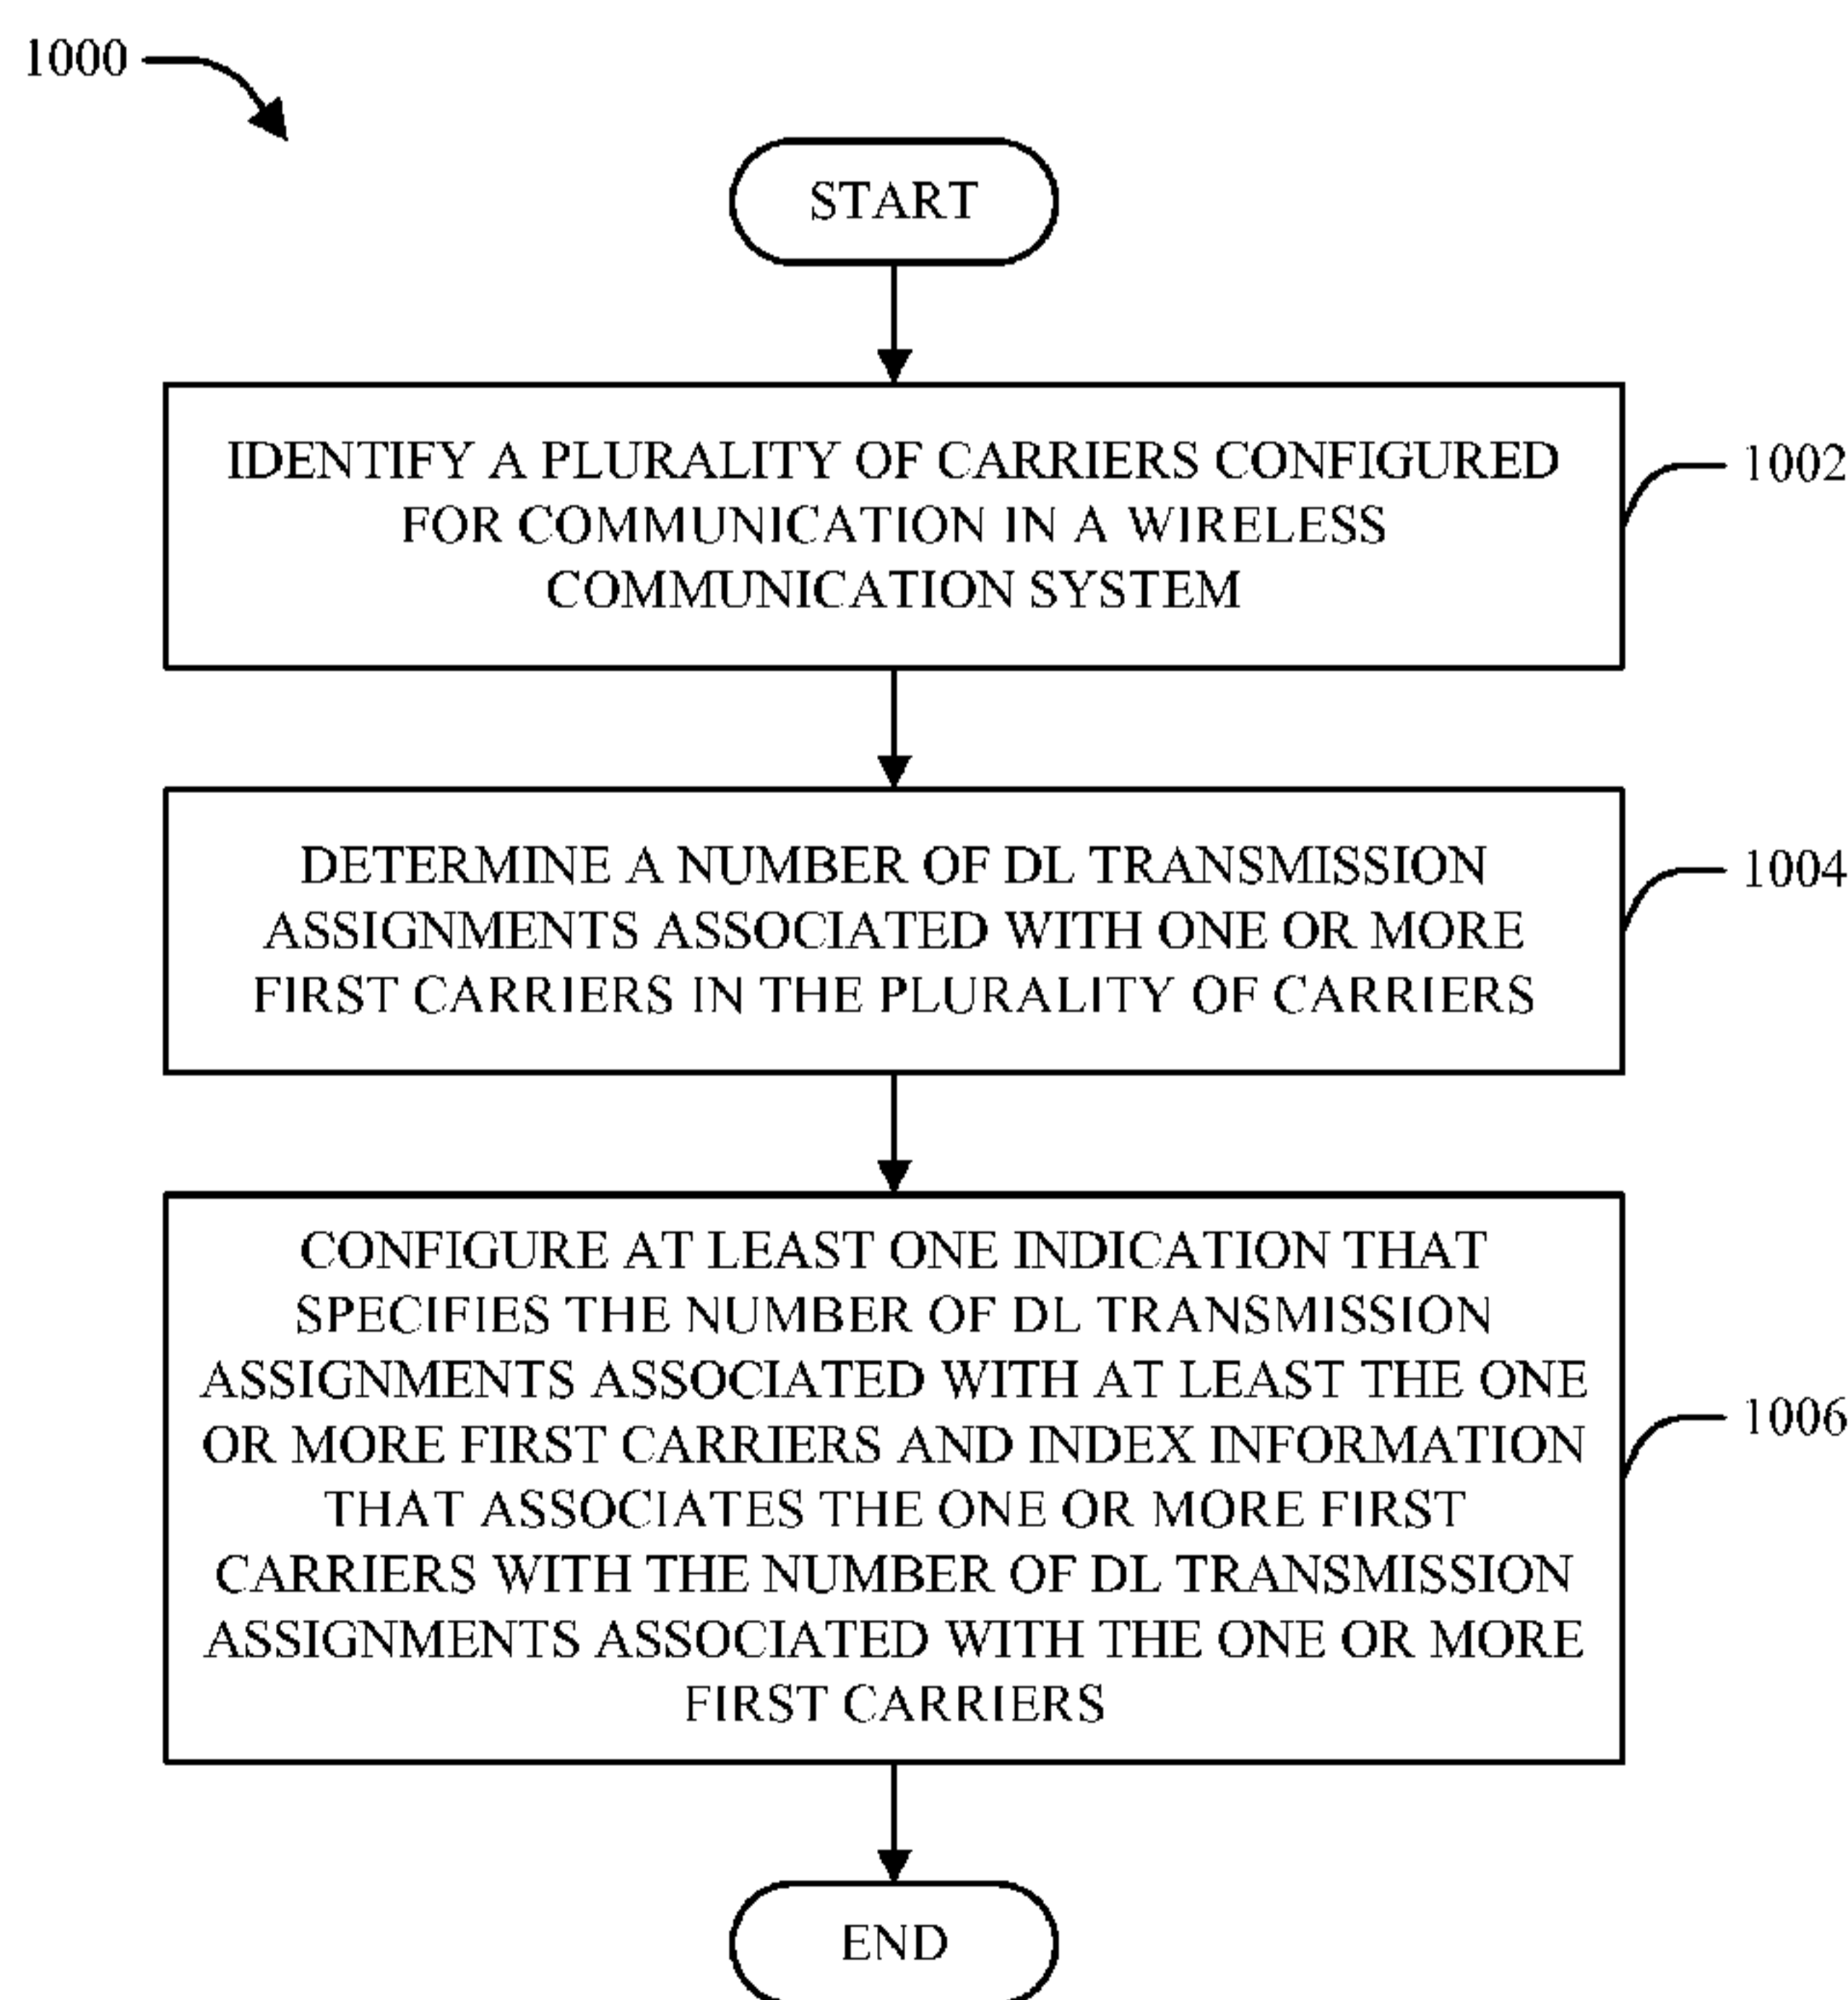 1000
START
IDENTIFY A PLURALITY OF CARRIERS CONFIGURED
FOR COMMUNICATION IN A WIRELESS
COMMUNICATION SYSTEM
1002
DETERMINE A NUMBER OF DL TRANSMISSION
ASSIGNMENTS ASSOCIATED WITH ONE OR MORE
FIRST CARRIERS IN THE PLURALITY OF CARRIERS
1004
CONFIGURE AT LEAST ONE INDICATION THAT
SPECIFIES THE NUMBER OF DL TRANSMISSION
ASSIGNMENTS ASSOCIATED WITH AT LEAST THE ONE
OR MORE FIRST CARRIERS AND INDEX INFORMATION
THAT ASSOCIATES THE ONE OR MORE FIRST
CARRIERS WITH THE NUMBER OF DL TRANSMISSION
ASSIGNMENTS ASSOCIATED WITH THE ONE OR MORE
FIRST CARRIERS
1006
END